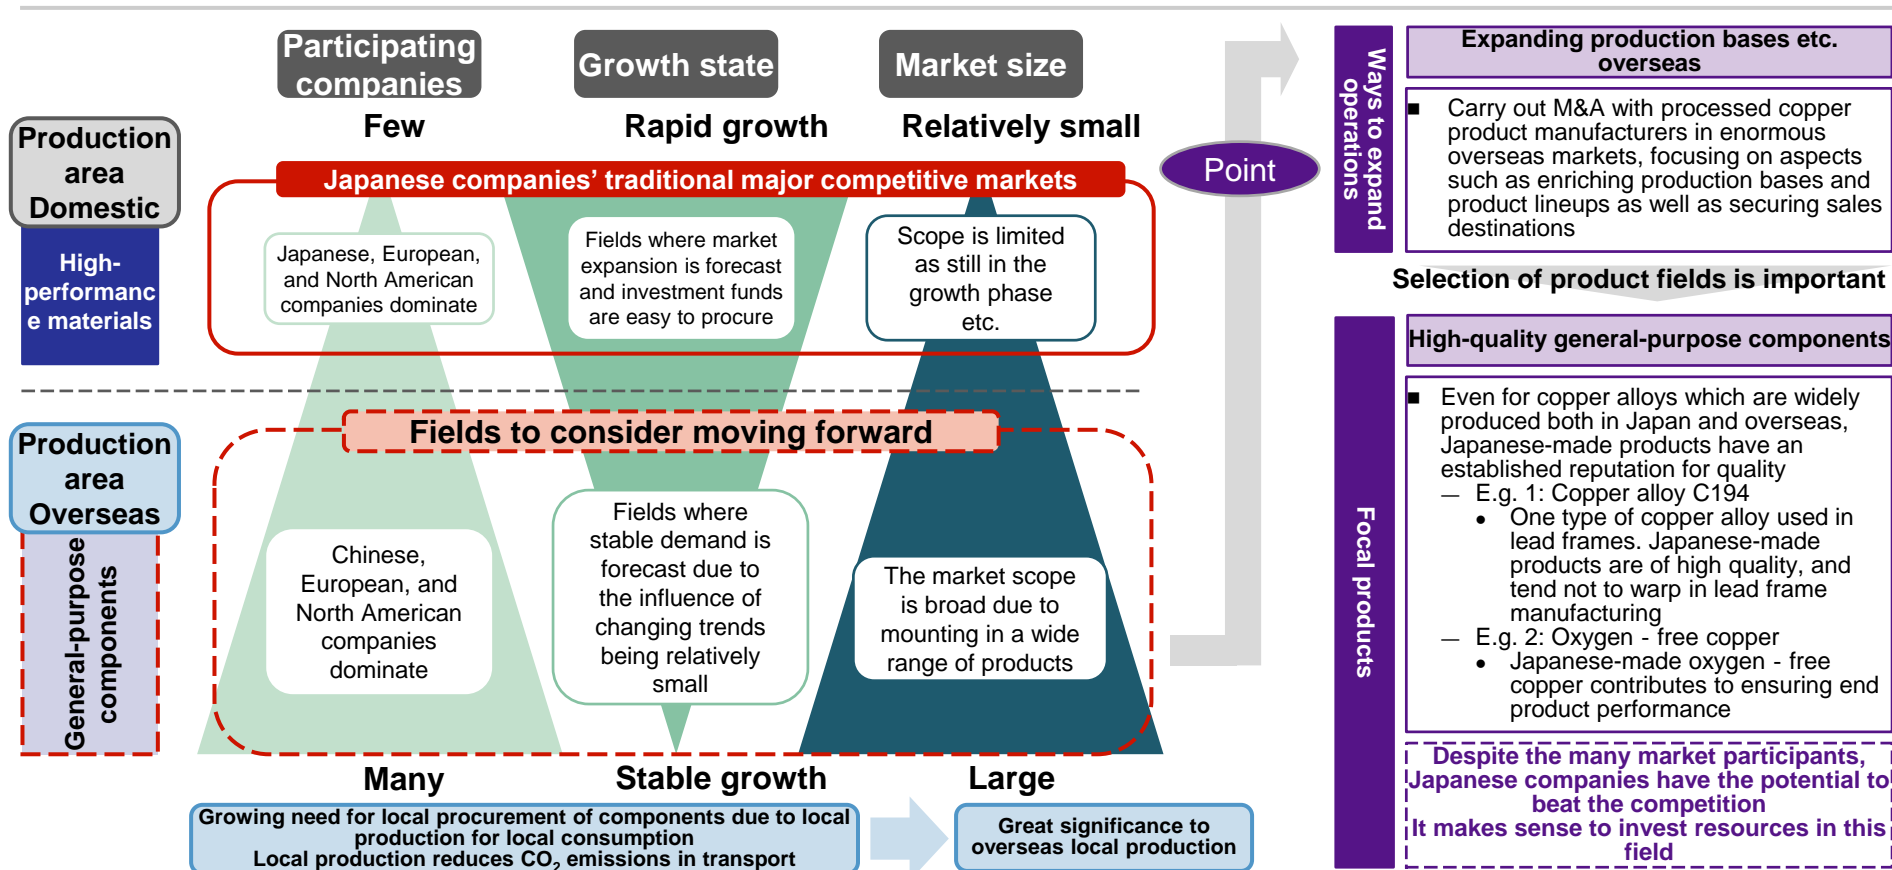 Participating
companies
Growth state
Market size
Few
Rapid growth
Relatively small
Production
area
Domestic
High-
performanc
e materials
Japanese companies’ traditional major competitive markets
Japanese, European,
and North American
companies dominate
Fields where market
expansion is forecast
and investment funds
are easy to procure
Scope is limited
as still in the
growth phase
etc.
Fields to consider moving forward
Production
area
Overseas
General-purpose
components
Chinese,
European, and
North American
companies
dominate
Fields where
stable demand is
forecast due to
the influence of
changing trends
being relatively
small
The market scope
is broad due to
mounting in a wide
range of products
Many
Stable growth
Large
Growing need for local procurement of components due to local
production for local consumption
Local production reduces CO₂ emissions in transport
Great significance to
overseas local production
Point
Ways to expand
operations
Expanding production bases etc.
overseas
■ Carry out M&A with processed copper
product manufacturers in enormous
overseas markets, focusing on aspects
such as enriching production bases and
product lineups as well as securing sales
destinations
Selection of product fields is important
Focal products
High-quality general-purpose components
■ Even for copper alloys which are widely
produced both in Japan and overseas,
Japanese-made products have an
established reputation for quality
— E.g. 1: Copper alloy C194
• One type of copper alloy used in
lead frames. Japanese-made
products are of high quality, and
tend not to warp in lead frame
manufacturing
— E.g. 2: Oxygen - free copper
• Japanese-made oxygen - free
copper contributes to ensuring end
product performance
Despite the many market participants,
Japanese companies have the potential to
beat the competition
It makes sense to invest resources in this
field